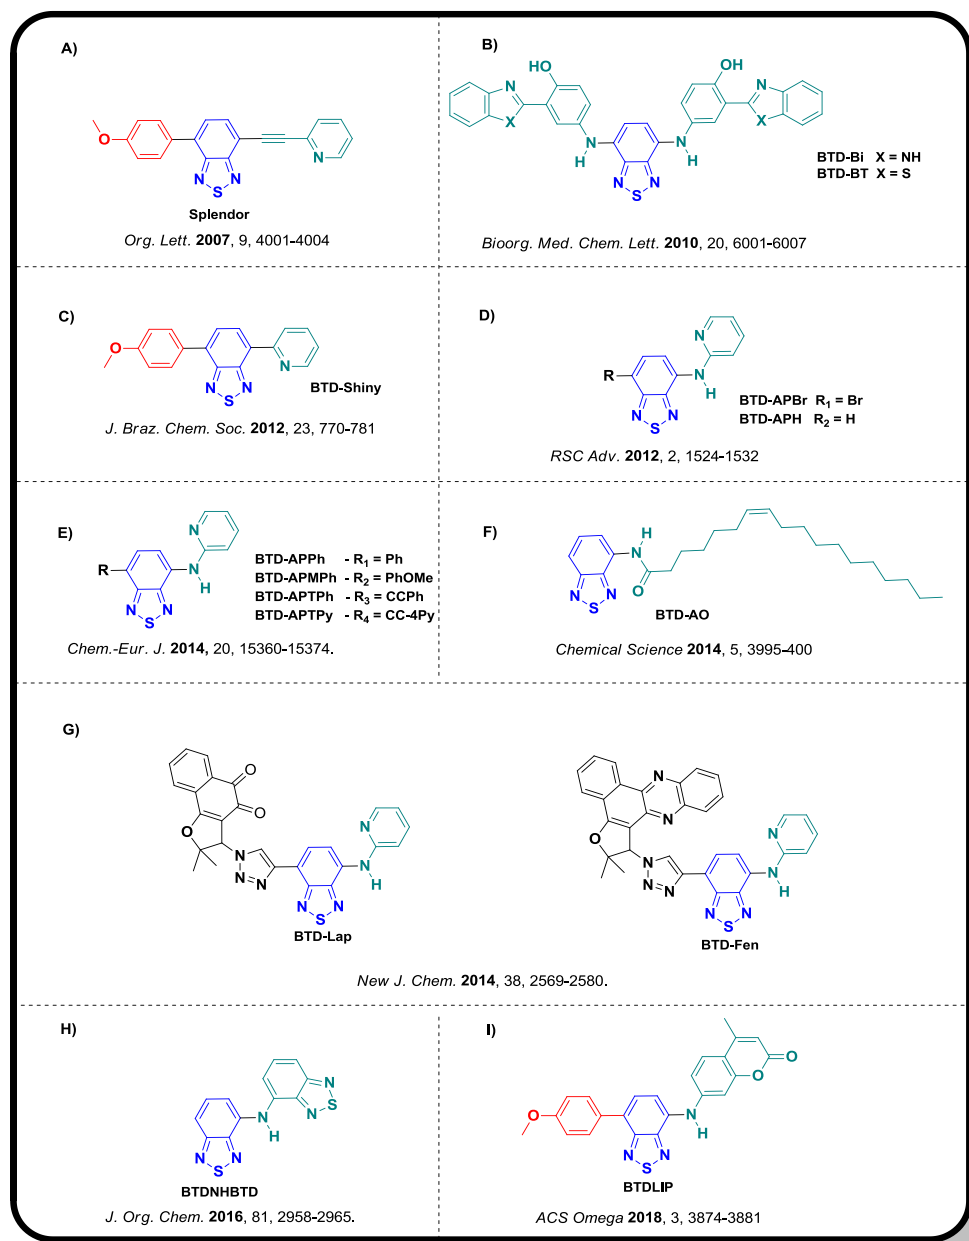 A)
O
N
N
N
S
Splendor
Org. Lett. 2007, 9, 4001-4004
B)
HO
OH
N
N
X
X
N
H
N
H
N
N
S
BTD-Bi X = NH
BTD-BT X = S
Bioorg. Med. Chem. Lett. 2010, 20, 6001-6007
C)
O
N
N
N
S
BTD-Shiny
J. Braz. Chem. Soc. 2012, 23, 770-781
D)
N
R
N
H
N
N
S
BTD-APBr R1 = Br
BTD-APH R2 = H
RSC Adv. 2012, 2, 1524-1532
E)
N
R
N
H
N
N
S
BTD-APPh - R1 = Ph
BTD-APMPh - R2 = PhOMe
BTD-APTPh - R3 = CCPh
BTD-APTPy - R4 = CC-4Py
Chem.-Eur. J. 2014, 20, 15360-15374.
F)
H
N
O
N
N
S
BTD-AO
Chemical Science 2014, 5, 3995-400
G)
O
O
O
N
N
N
N
N
H
N
N
S
BTD-Lap
N
N
O
N
N
N
N
N
H
N
N
S
BTD-Fen
New J. Chem. 2014, 38, 2569-2580.
H)
N
S
N
N
H
N
N
S
BTDNHBTD
J. Org. Chem. 2016, 81, 2958-2965.
I)
O
O
O
N
H
N
N
S
BTDLIP
ACS Omega 2018, 3, 3874-3881